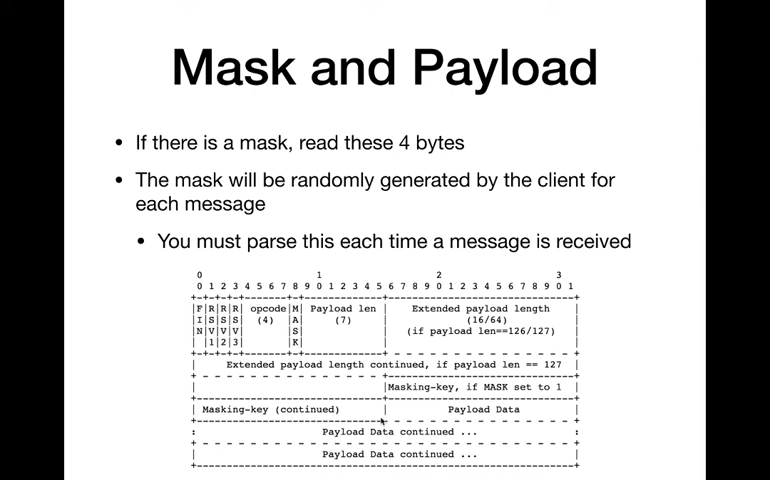 Mask and Payload
• If there is a mask, read these 4 bytes
• The mask will be randomly generated by the client for
each message
• You must parse this each time a message is received
0                   1                   2                   3
0 1 2 3 4 5 6 7 8 9 0 1 2 3 4 5 6 7 8 9 0 1 2 3 4 5 6 7 8 9 0 1
+-+-+-+-+-------+-+-------------+-------------------------------+
|F|R|R|R| opcode|M| Payload len |    Extended payload length    |
|I|S|S|S|  (4)  |A|     (7)     |             (16/64)           |
|N|V|V|V|       |S|             |   (if payload len==126/127)   |
| |1|2|3|       |K|             |                               |
+-+-+-+-+-------+-+-------------+ - - - - - - - - - - - - - - - +
|     Extended payload length continued, if payload len == 127  |
+ - - - - - - - - - - - - - - - +-------------------------------+
|                               |Masking-key, if MASK set to 1  |
+-------------------------------+-------------------------------+
| Masking-key (continued)       |          Payload Data         |
+-------------------------------- - - - - - - - - - - - - - - - +
:                     Payload Data continued ...                :
+ - - - - - - - - - - - - - - - - - - - - - - - - - - - - - - - +
|                     Payload Data continued ...                |
+---------------------------------------------------------------+